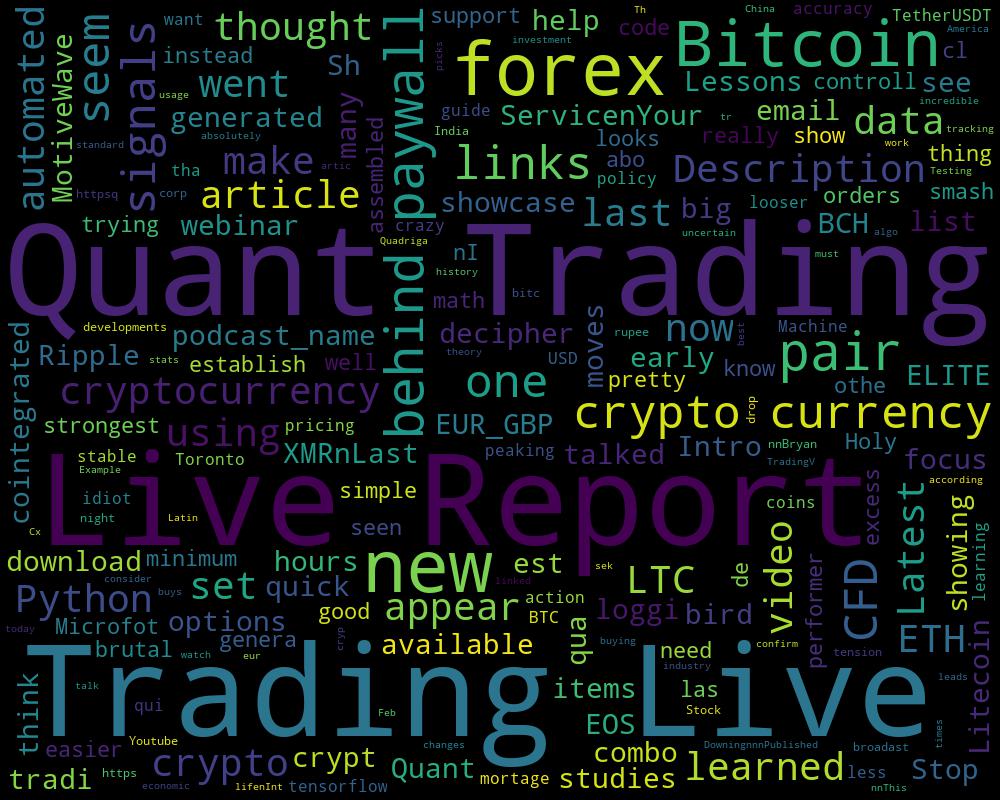 automated
MotiveWave
seem
signals
want
thought
instead
Sh
went
usage
generated
absolutely
standard
many
make
artic
tha
httpsq
corp
article
assembled
trying
webinar
crazy
behind paywall
support
help
Th
code
China
accuracy
TetherUSDT
investment
America
picks
forex
Bitcoin
cl
Lessons
controll
see
incredible
guide
ServicenYour
tr
email
data
tracking
India
looks
really
show
work
links
abo
policy
Description
thing
Testing
showcase
last
big
looser
orders
smash
BCH
algo
list
Quadriga
nI
uncertain
must
Quant Trading
history
math
bitc
developments
podcast_name
decipher
moves
rupee
now
best
Machine
pair
cointegrated
Ripple
stats
establish
well
theory
USD
early
know
othe
ELITE
cryptocurrency
one
pretty
crypto
drop
currency
strongest
using
pricing
EUR_GBP
peaking
talked
Intro
nnBryan
Holy
focus
stable
Toronto
XMRnLast
TradingV
Example
Live Report
according
idiot
simple
coins
excess
night
Latin
seen
Cx
Latest
showing
learning
download
minimum
hours
new
est
sek
video
performer
CFD
consider
linked
LTC
de
Python
buys
set
quick
appear
action
loggi
bird
today
Microfot
options
good
BTC
qua
brutal
genera
cryp
available
buying
need
confirm
tension
ETH
watch
eur
industry
Trading Live
think
talk
items
las
leads
Litecoin
qui
Feb
Stock
EOS
times
easier
Youtube
changes
DowningnnPublished
broadast
tradi
https
crypto
crypt
Quant
combo
learned
less
Stop
economic
lifenInt
tensorflow
mortage
studies
nnThis